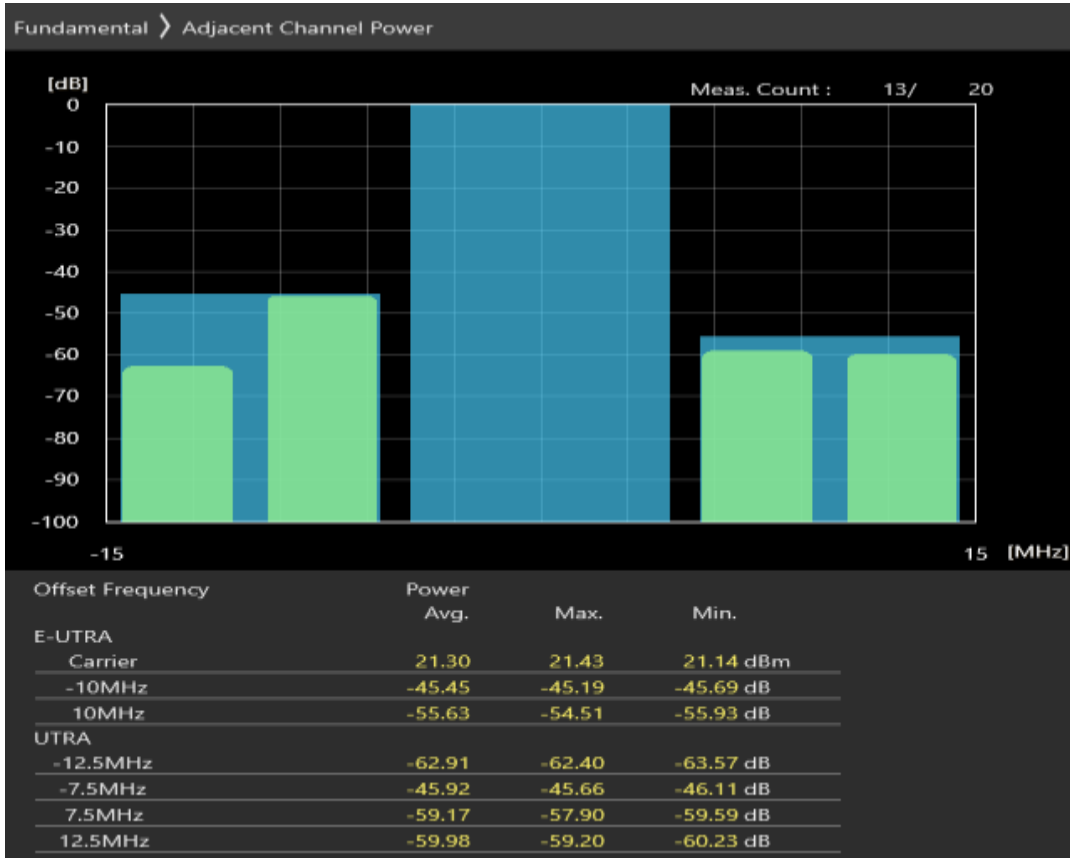 Fundamental ❭ Adjacent Channel Power
[dB]
Meas. Count : 13/ 20
0
-10
-20
-30
-40
-50
-60
-70
-80
-90
-100
-15 15 [MHz]
Offset Frequency Power
Avg. Max. Min.
E-UTRA
Carrier 21.30 21.43 21.14 dBm
-10MHz -45.45 -45.19 -45.69 dB
10MHz -55.63 -54.51 -55.93 dB
UTRA
-12.5MHz -62.91 -62.40 -63.57 dB
-7.5MHz -45.92 -45.66 -46.11 dB
7.5MHz -59.17 -57.90 -59.59 dB
12.5MHz -59.98 -59.20 -60.23 dB